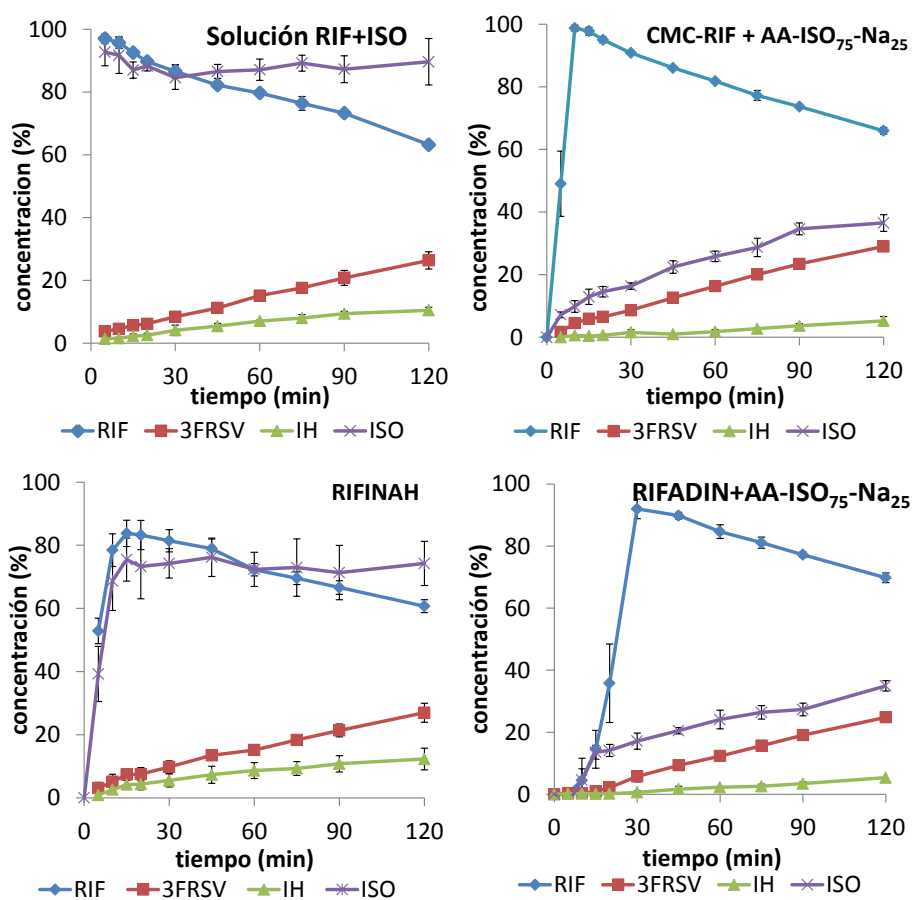 Solución RIF+ISO
concentración (%)
100
80
60
40
20
0
0 30 60 90 120
tiempo (min)
RIF 3FRSV IH ISO
CMC-RIF + AA-ISO75-Na25
concentracion (%)
100
80
60
40
20
0
0 30 60 90 120
tiempo (min)
RIF 3FRSV IH ISO
RIFINAH
concentración (%)
100
80
60
40
20
0
0 30 60 90 120
tiempo (min)
RIF 3FRSV IH ISO
RIFADIN+AA-ISO75-Na25
concentración (%)
100
80
60
40
20
0
0 30 60 90 120
tiempo (min)
RIF 3FRSV IH ISO